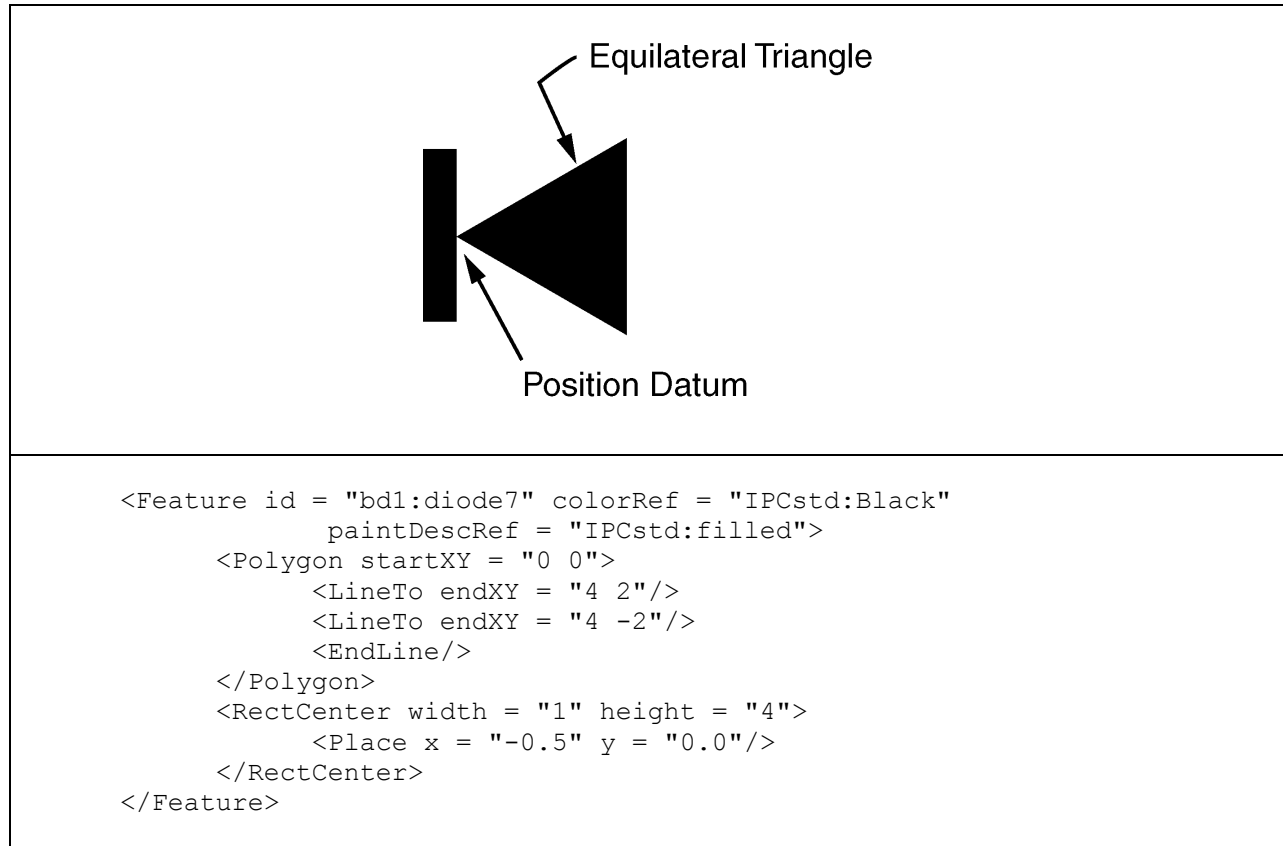 Equilateral Triangle
Position Datum
<Feature id = "bd1:diode7" colorRef = "IPCstd:Black"
paintDescRef = "IPCstd:filled">
<Polygon startXY = "0 0">
<LineTo endXY = "4 2"/>
<LineTo endXY = "4 -2"/>
<EndLine/>
</Polygon>
<RectCenter width = "1" height = "4">
<Place x = "-0.5" y = "0.0"/>
</RectCenter>
</Feature>